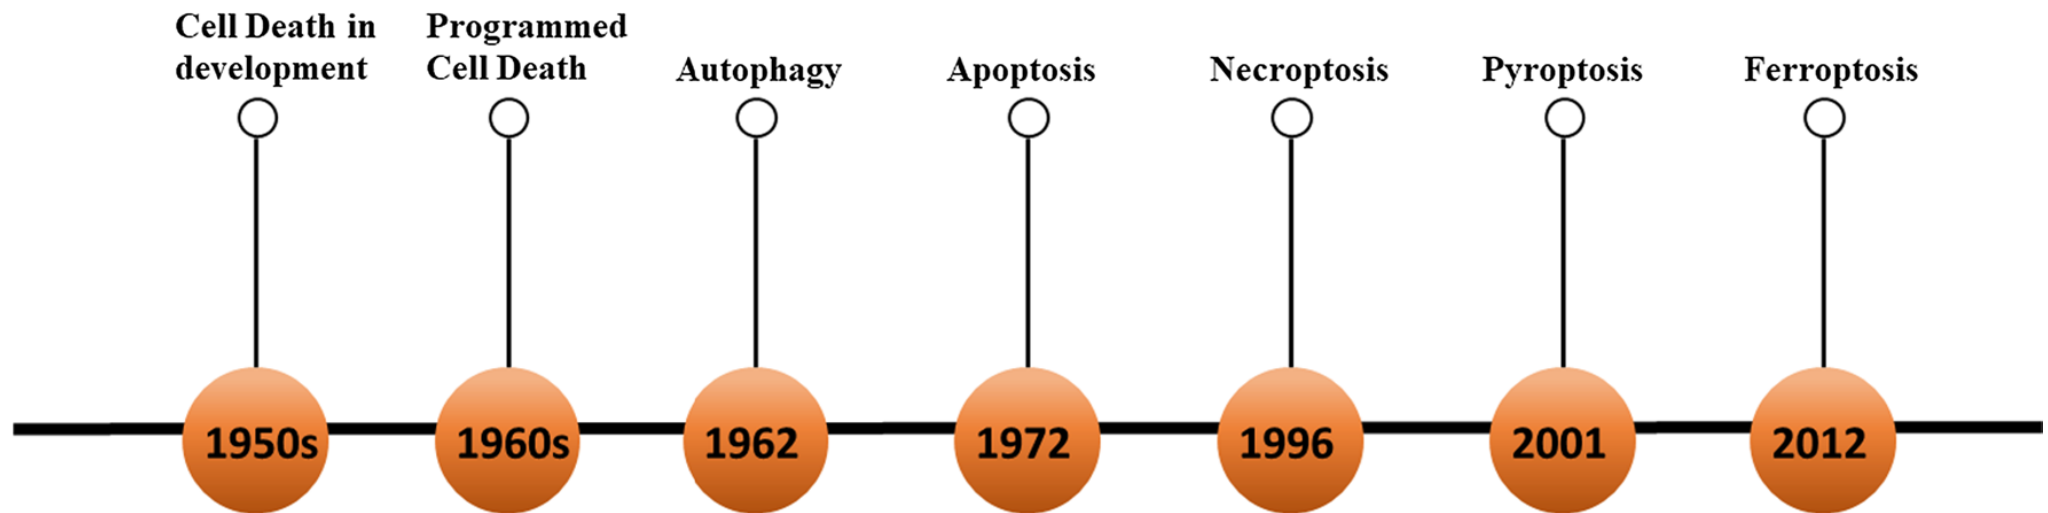 Cell Death in
development
Programmed
Cell Death
Autophagy
Apoptosis
Necroptosis
Pyroptosis
Ferroptosis
1950s
1960s
1962
1972
1996
2001
2012